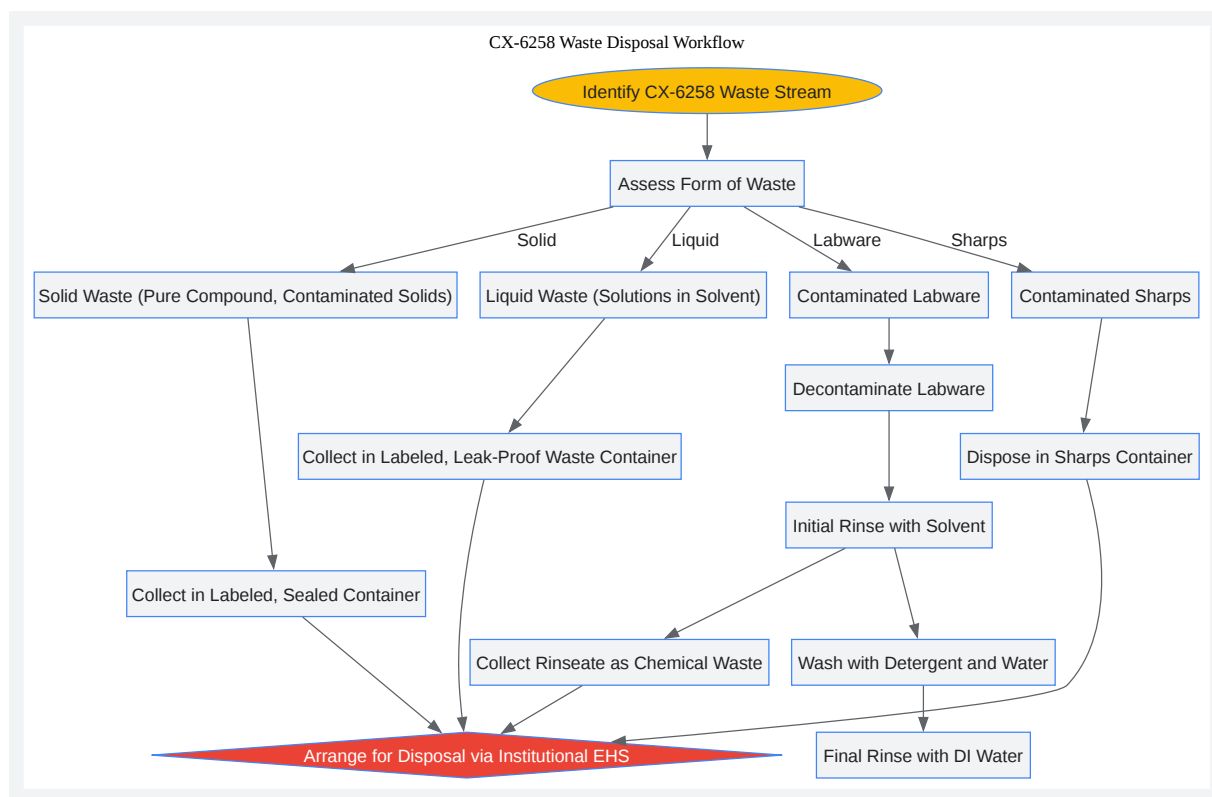 CX-6258 Waste Disposal Workflow
Identify CX-6258 Waste Stream
Assess Form of Waste
Solid
Liquid
Labware
Sharps
Solid Waste (Pure Compound, Contaminated Solids)
Liquid Waste (Solutions in Solvent)
Contaminated Labware
Contaminated Sharps
Decontaminate Labware
Collect in Labeled, Leak-Proof Waste Container
Dispose in Sharps Container
Initial Rinse with Solvent
Collect in Labeled, Sealed Container
Collect Rinseate as Chemical Waste
Wash with Detergent and Water
Arrange for Disposal via Institutional EHS
Final Rinse with DI Water